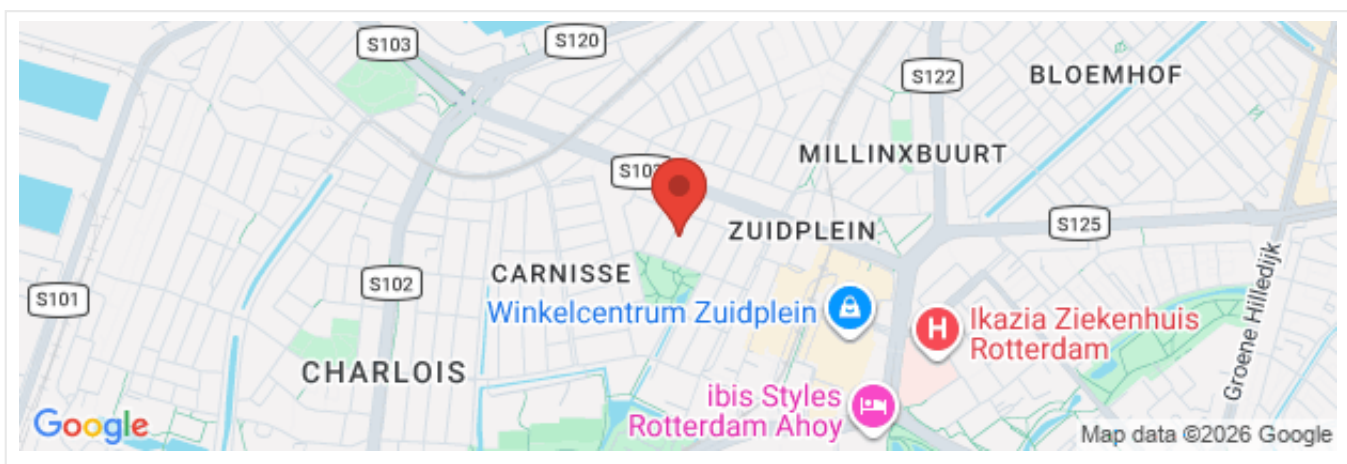 S103
S120
S122
BLOEMHOF
MILLINXBUURT
S103
ZUIDPLEIN
S125
CARNISSE
S102
S101
Winkelcentrum Zuidplein
Ikazia Ziekenhuis
Rotterdam
Groene Hilledijk
CHARLOIS
ibis Styles
Rotterdam Ahoy
Google
Map data ©2026 Google